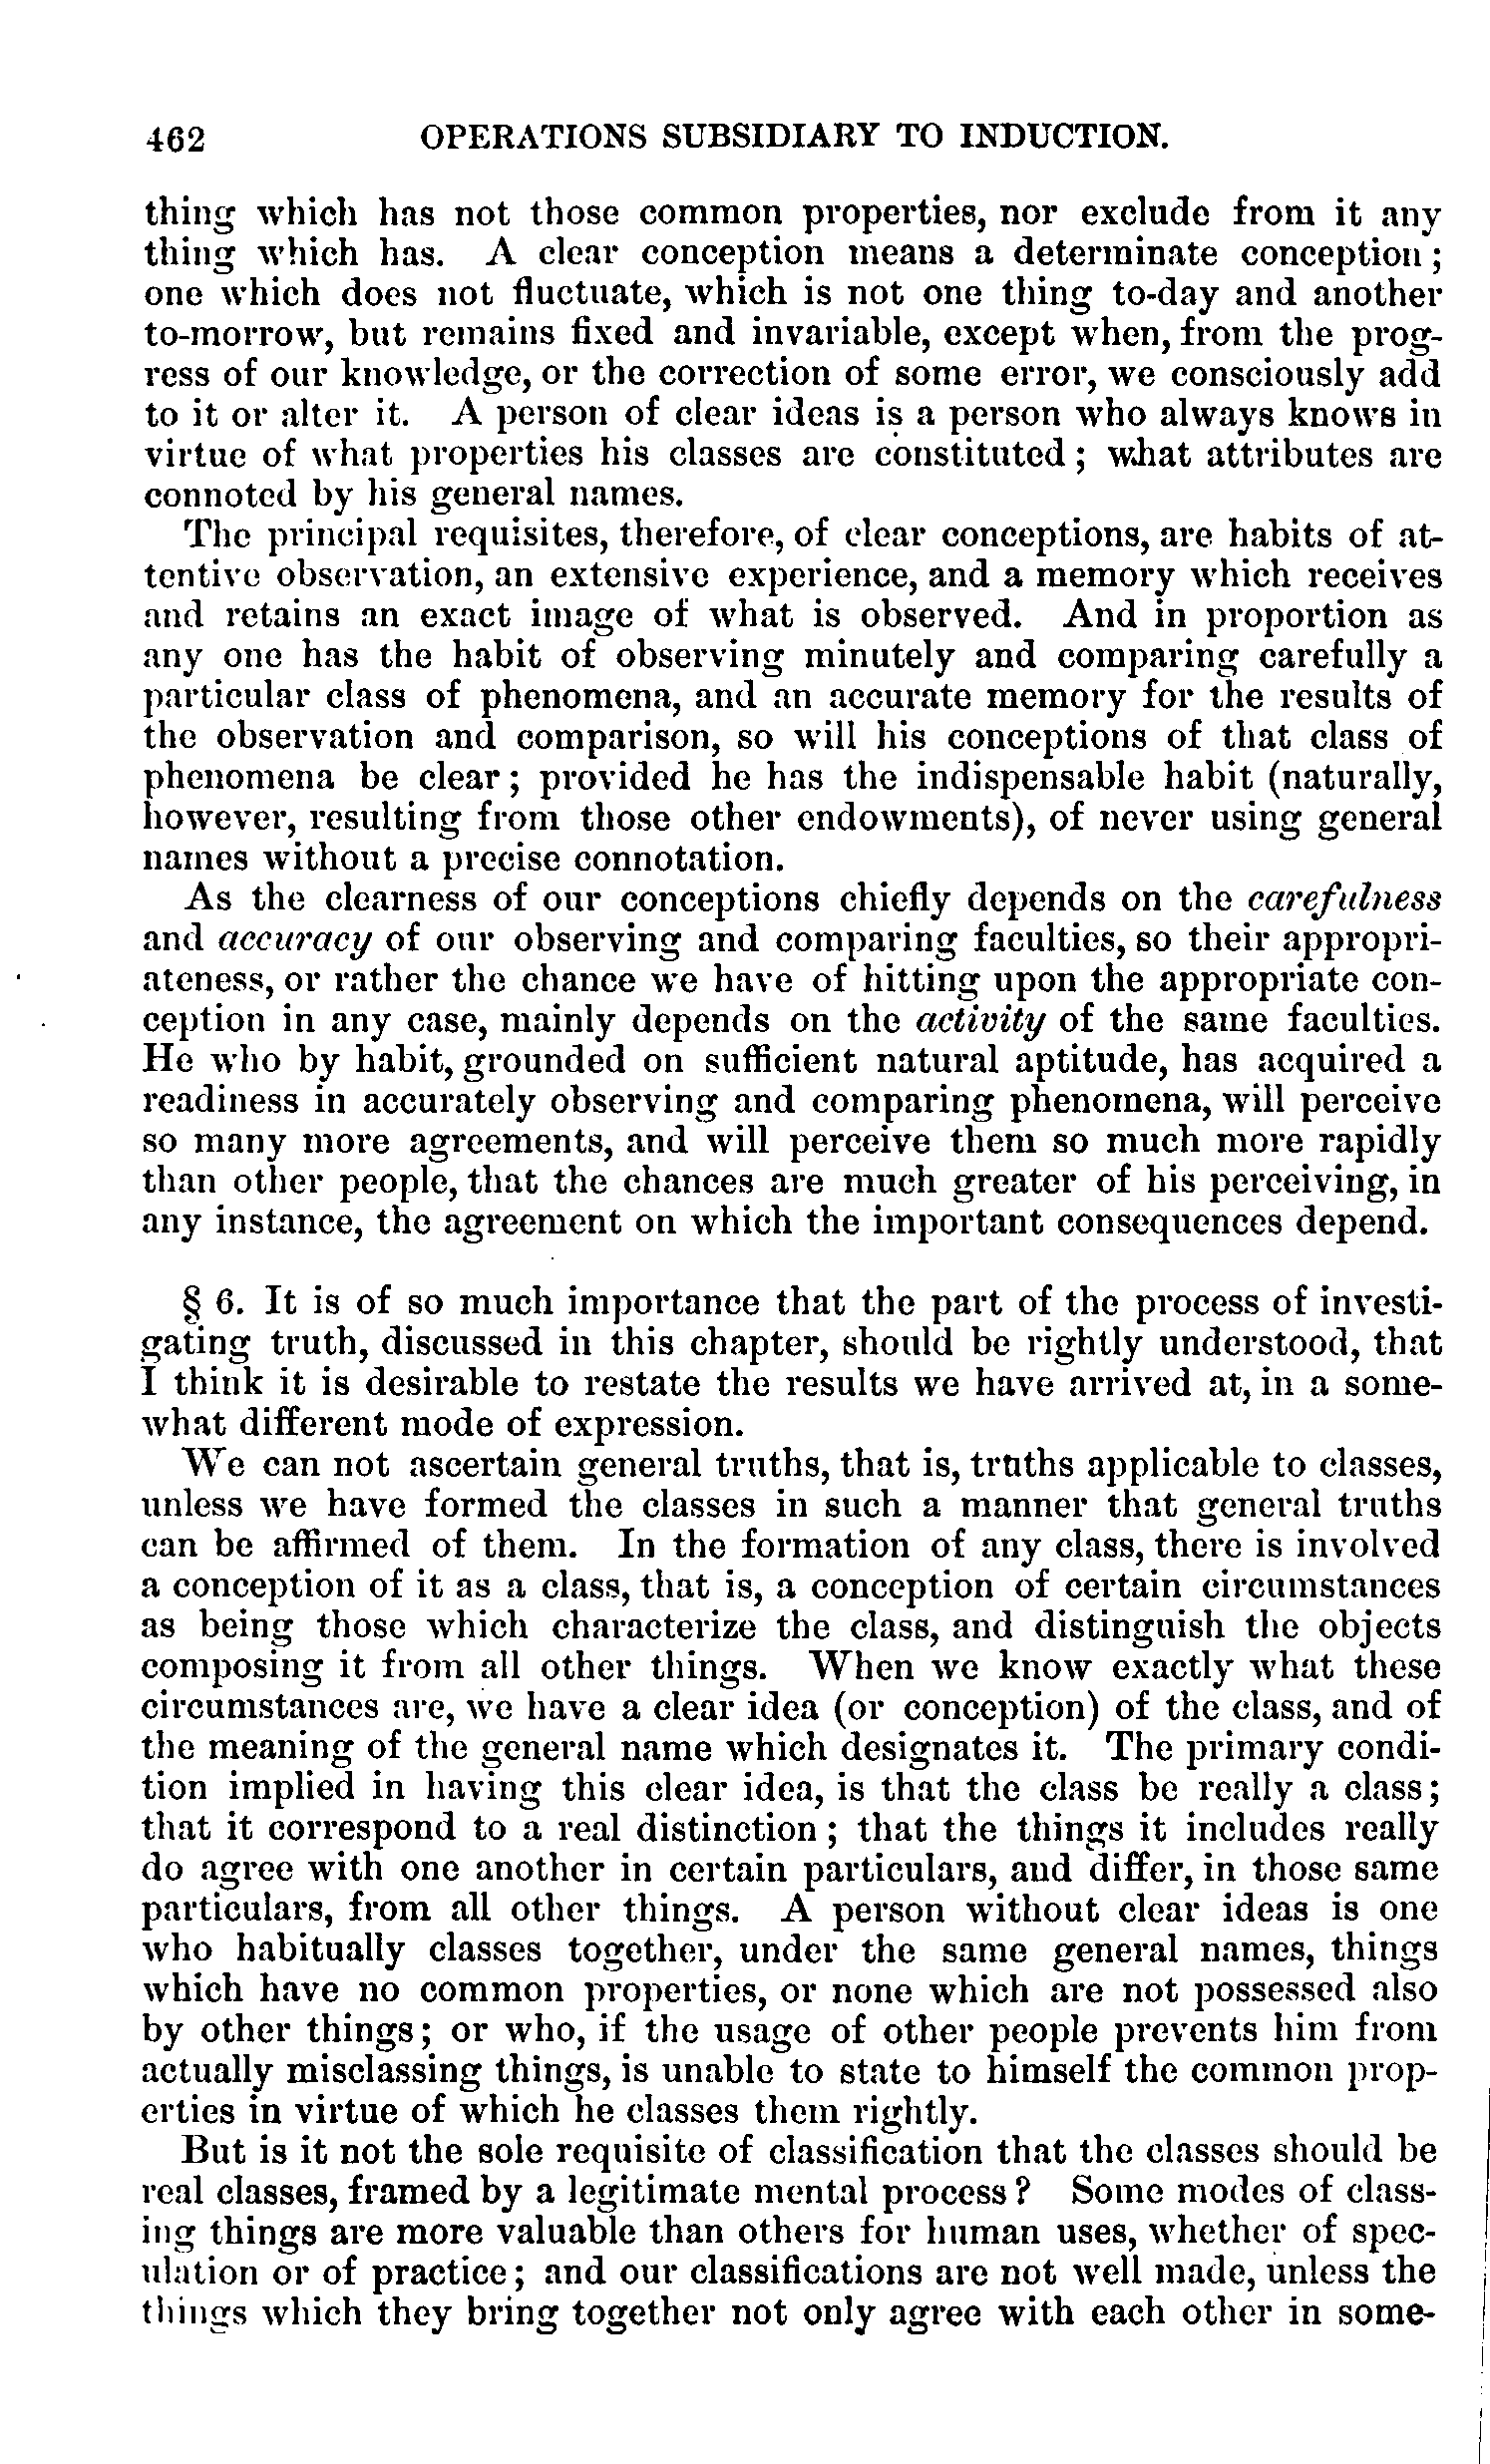 462 OPERATIONS SUBSIDIARY TO INDUCTION.
thing which has not those common properties, nor exclude from it any
thing which has. A clear conception means a determinate conception;
one which does not fluctuate, which is not one thing to-day and another
to-morrow, but remains fixed and invariable, except when, from the prog-
ress of our knowledge, or the correction of some error, we consciously add
to it or alter it. A person of clear ideas is a person who always knows in
virtue of what properties his classes are constituted; what attributes are
connoted by his general names.
The principal requisites, therefore, of clear conceptions, are habits of at-
tentive observation, an extensive experience, and a memory which receives
and retains an exact image of what is observed. And in proportion as
any one has the habit of observing minutely and comparing carefully a
particular class of phenomena, and an accurate memory for the results of
the observation and comparison, so will his conceptions of that class of
phenomena be clear; provided he has the indispensable habit (naturally,
however, resulting from those other endowments), of never using general
names without a precise connotation.
As the clearness of our conceptions chiefly depends on the carefulness
and accuracy of our observing and comparing faculties, so their appropri-
ateness, or rather the chance we have of hitting upon the appropriate con-
ception in any case, mainly depends on the activity of the same faculties.
He who by habit, grounded on sufficient natural aptitude, has acquired a
readiness in accurately observing and comparing phenomena, will perceive
so many more agreements, and will perceive them so much more rapidly
than other people, that the chances are much greater of his perceiving, in
any instance, the agreement on which the important consequences depend.
§ 6. It is of so much importance that the part of the process of investi-
gating truth, discussed in this chapter, should be rightly understood, that
I think it is desirable to restate the results we have arrived at, in a some-
what different mode of expression.
We can not ascertain general truths, that is, truths applicable to classes,
unless we have formed the classes in such a manner that general truths
can be affirmed of them. In the formation of any class, there is involved
a conception of it as a class, that is, a conception of certain circumstances
as being those which characterize the class, and distinguish the objects
composing it from all other things. When we know exactly what these
circumstances are, we have a clear idea (or conception) of the class, and of
the meaning of the general name which designates it. The primary condi-
tion implied in having this clear idea, is that the class be really a class;
that it correspond to a real distinction; that the things it includes really
do agree with one another in certain particulars, and differ, in those same
particulars, from all other things. A person without clear ideas is one
who habitually classes together, under the same general names, things
which have no common properties, or none which are not possessed also
by other things; or who, if the usage of other people prevents him from
actually misclassing things, is unable to state to himself the common prop-
erties in virtue of which he classes them rightly.
But is it not the sole requisite of classification that the classes should be
real classes, framed by a legitimate mental process? Some modes of class-
ing things are more valuable than others for human uses, whether of spec-
ulation or of practice; and our classifications are not well made, unless the
things which they bring together not only agree with each other in some-